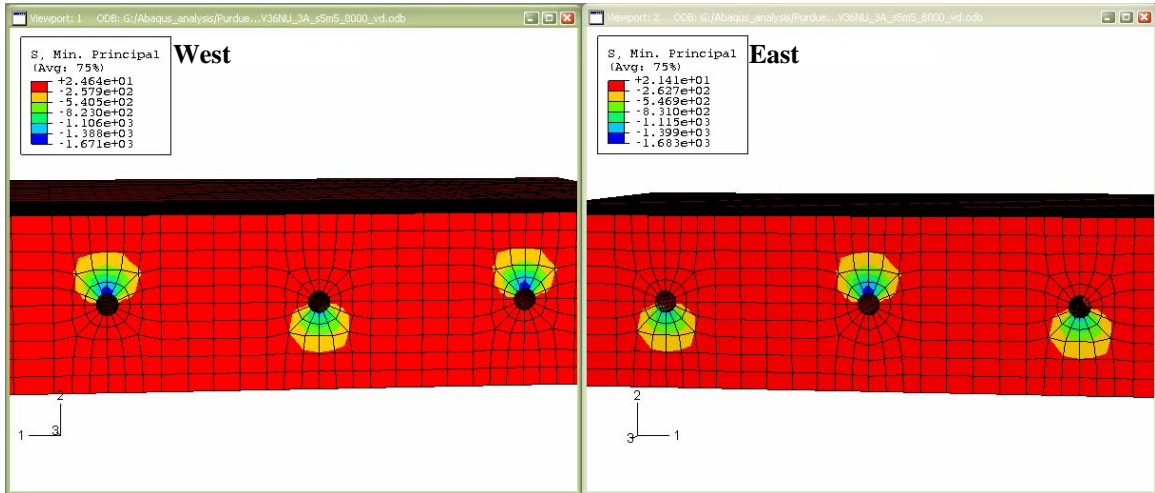 Viewport: 1 ODB: G:/Abaqus_analysis/Purdue...V36NU_3A_s5m5_8000_vd.odb
S, Min. Principal
(Avg: 75%)
+2.464e+01
-2.579e+02
-5.405e+02
-8.230e+02
-1.106e+03
-1.388e+03
-1.671e+03
West
2
1
3
Viewport: 2 ODB: G:/Abaqus_analysis/Purdue...V36NU_3A_s5m5_8000_vd.odb
S, Min. Principal
(Avg: 75%)
+2.141e+01
-2.627e+02
-5.469e+02
-8.310e+02
-1.115e+03
-1.399e+03
-1.683e+03
East
2
3
1